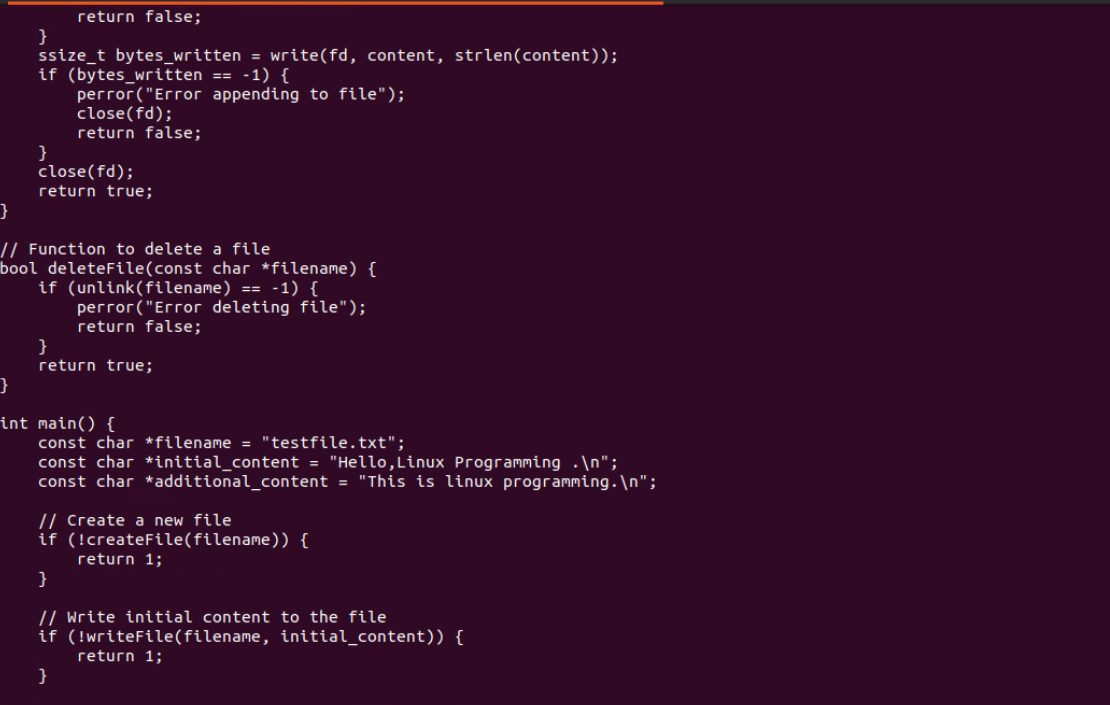 return false;
    }
    ssize_t bytes_written = write(fd, content, strlen(content));
    if (bytes_written == -1) {
        perror("Error appending to file");
        close(fd);
        return false;
    }
    close(fd);
    return true;
}

// Function to delete a file
bool deleteFile(const char *filename) {
    if (unlink(filename) == -1) {
        perror("Error deleting file");
        return false;
    }
    return true;
}

int main() {
    const char *filename = "testfile.txt";
    const char *initial_content = "Hello,Linux Programming .\n";
    const char *additional_content = "This is linux programming.\n";

    // Create a new file
    if (!createFile(filename)) {
        return 1;
    }

    // Write initial content to the file
    if (!writeFile(filename, initial_content)) {
        return 1;
    }